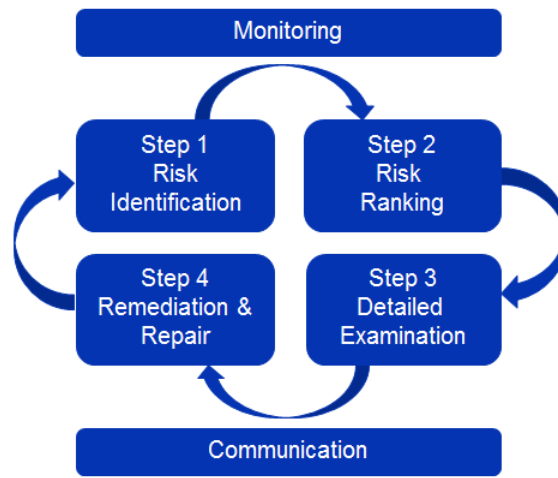 Monitoring
Step 1
Risk
Identification
Step 2
Risk
Ranking
Step 4
Remediation &
Repair
Step 3
Detailed
Examination
Communication